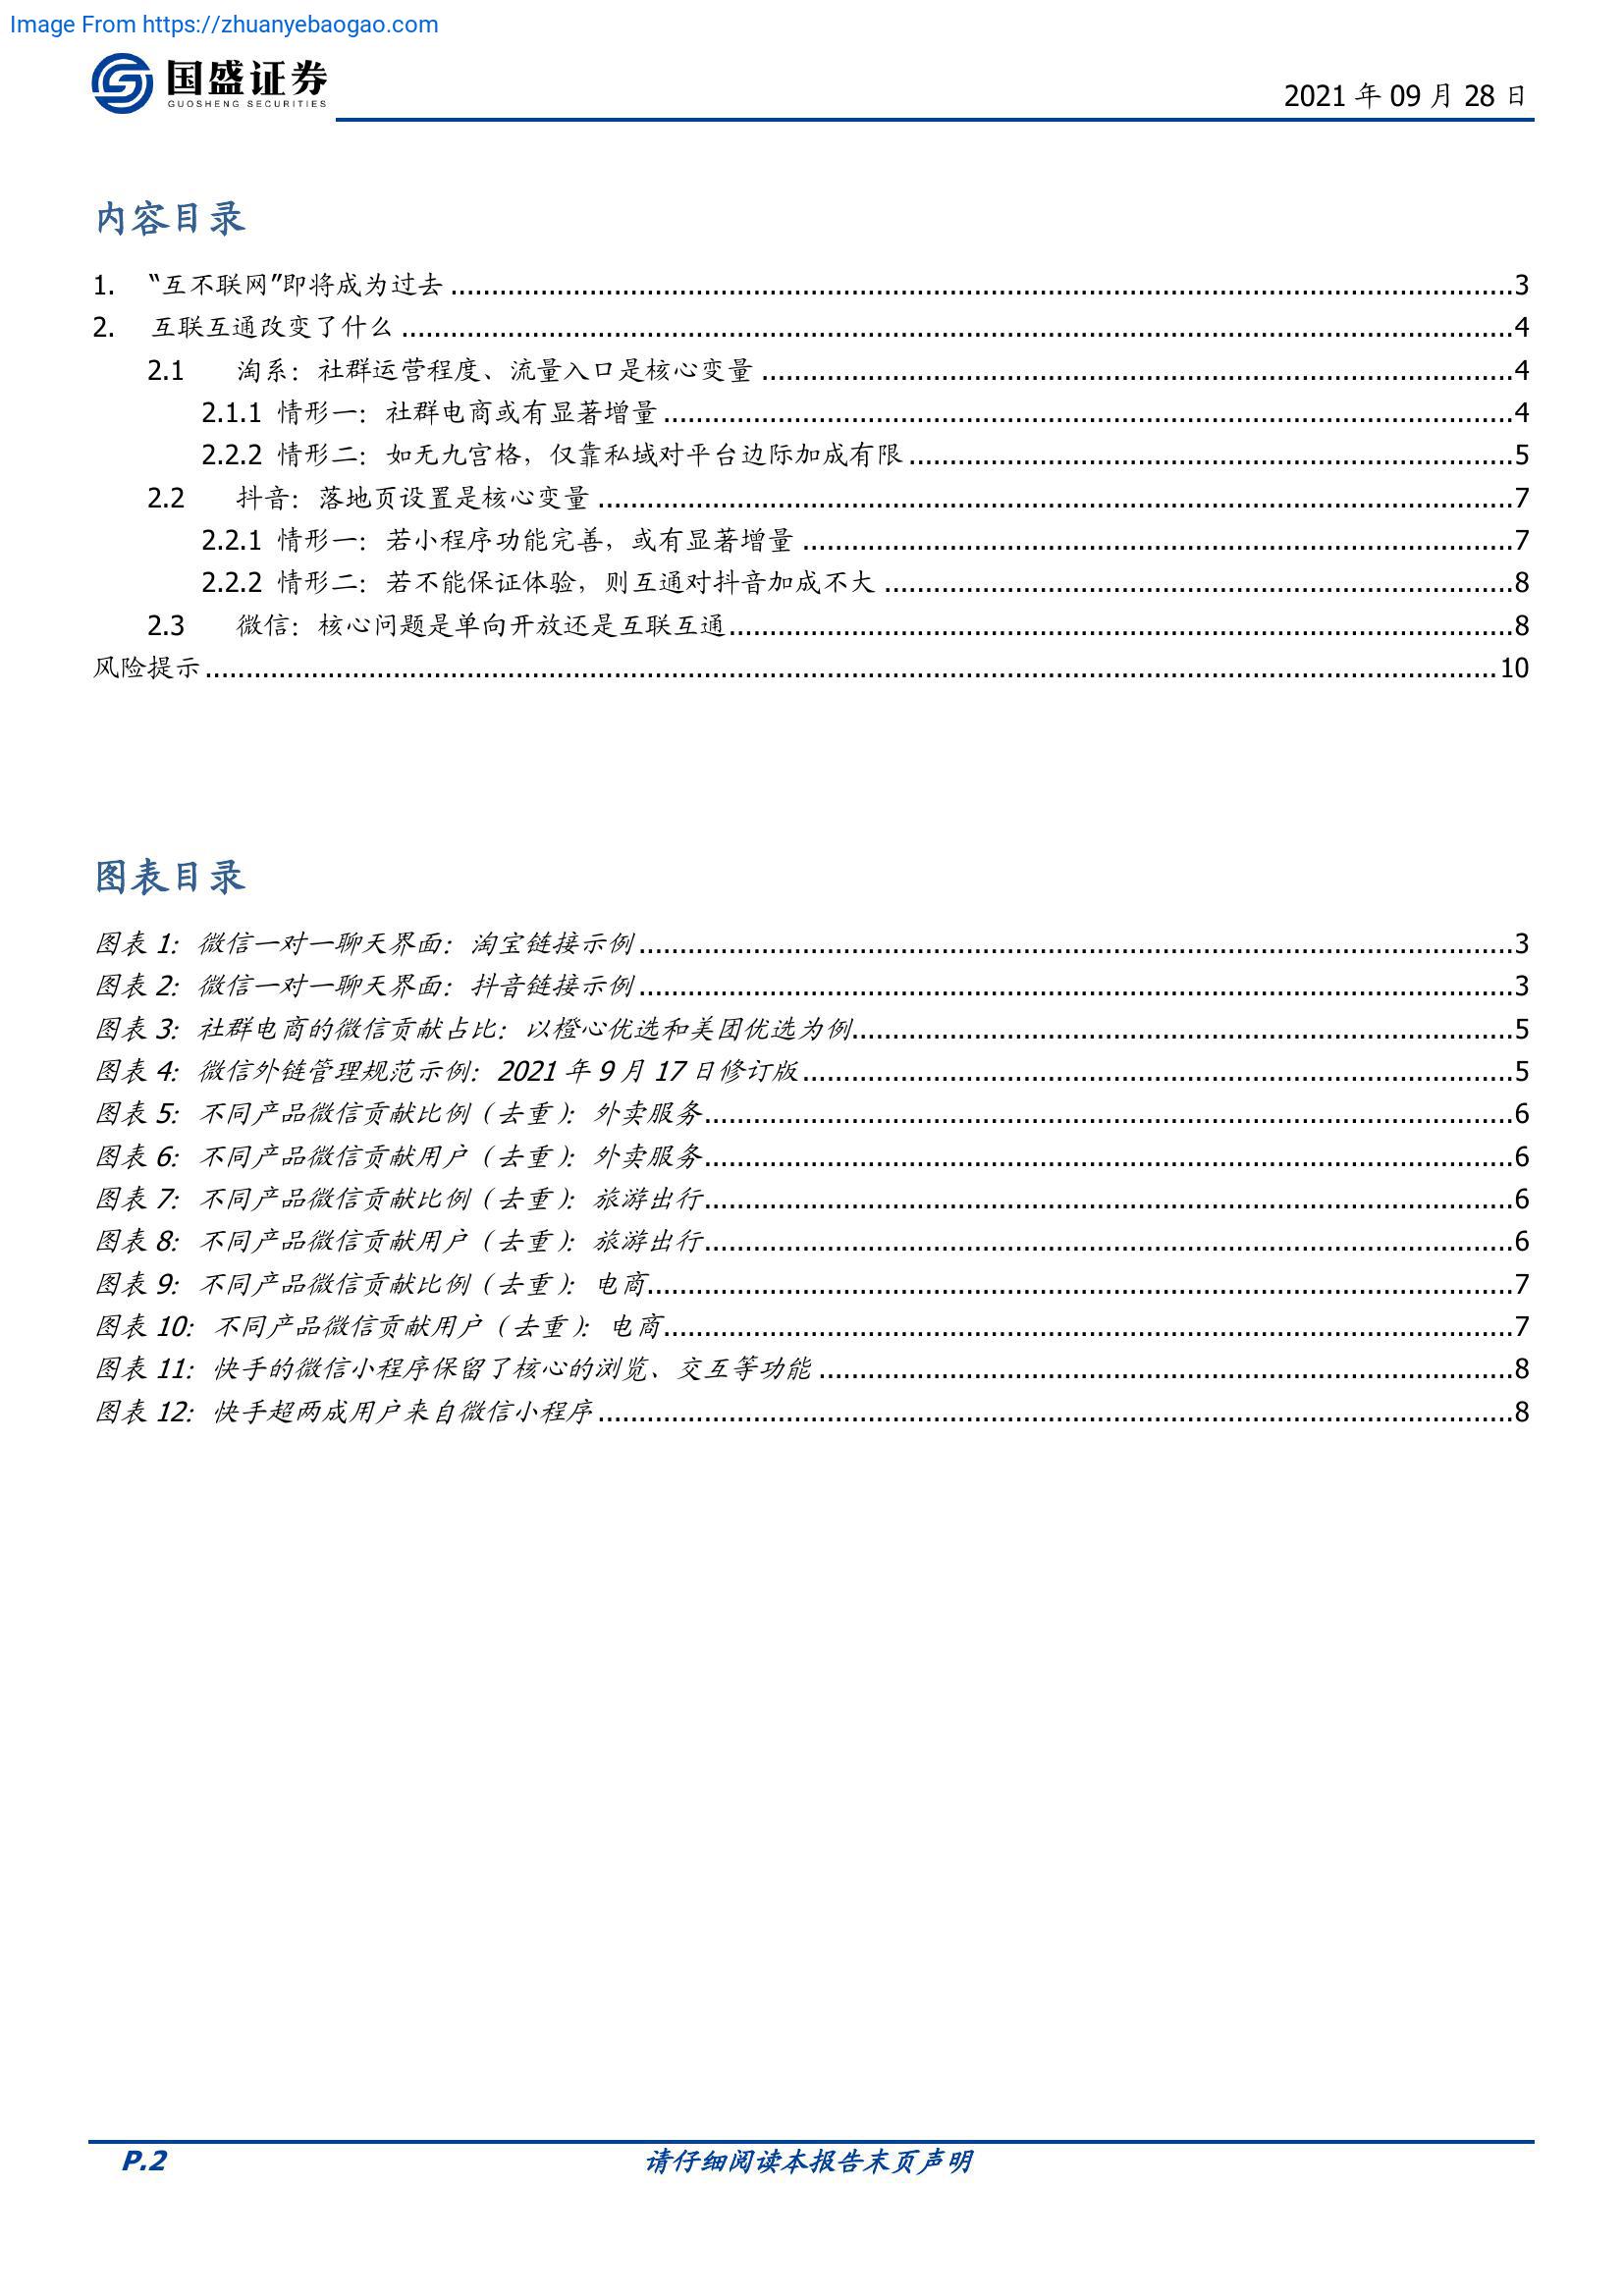 Image From https://zhuanyebaogao.com
国盛证券
GUOSHENG SECURITIES
2021 年 09 月 28 日
内容目录
1. “互不联网”即将成为过去 3
2. 互联互通改变了什么 4
2.1 淘系：社群运营程度、流量入口是核心变量 4
2.1.1 情形一：社群电商或有显著增量 4
2.2.2 情形二：如无九宫格，仅靠私域对平台边际加成有限 5
2.2 抖音：落地页设置是核心变量 7
2.2.1 情形一：若小程序功能完善，或有显著增量 7
2.2.2 情形二：若不能保证体验，则互通对抖音加成不大 8
2.3 微信：核心问题是单向开放还是互联互通 8
风险提示 10
图表目录
图表 1：微信一对一聊天界面：淘宝链接示例 3
图表 2：微信一对一聊天界面：抖音链接示例 3
图表 3：社群电商的微信贡献占比：以橙心优选和美团优选为例 5
图表 4：微信外链管理规范示例：2021 年 9 月 17 日修订版 5
图表 5：不同产品微信贡献比例（去重）：外卖服务 6
图表 6：不同产品微信贡献用户（去重）：外卖服务 6
图表 7：不同产品微信贡献比例（去重）：旅游出行 6
图表 8：不同产品微信贡献用户（去重）：旅游出行 6
图表 9：不同产品微信贡献比例（去重）：电商 7
图表 10：不同产品微信贡献用户（去重）：电商 7
图表 11：快手的微信小程序保留了核心的浏览、交互等功能 8
图表 12：快手超两成用户来自微信小程序 8
P.2 请仔细阅读本报告末页声明